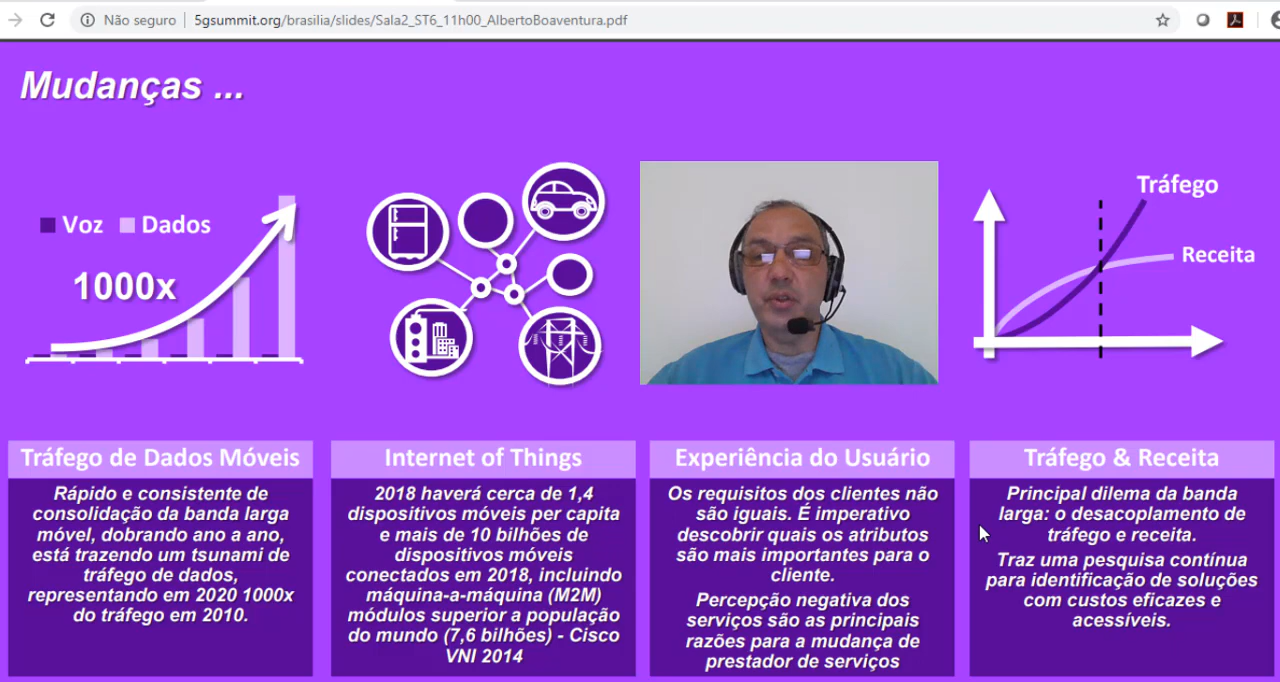 Não seguro
5gsummit.org/brasilia/slides/Sala2_ST6_11h00_AlbertoBoaventura.pdf
Mudanças ...
Voz Dados
1000x
Tráfego
Receita
Tráfego de Dados Móveis
Rápido e consistente de
consolidação da banda larga
móvel, dobrando ano a ano,
está trazendo um tsunami de
tráfego de dados,
representando em 2020 1000x
do tráfego em 2010.
Internet of Things
2018 haverá cerca de 1,4
dispositivos móveis per capita
e mais de 10 bilhões de
dispositivos móveis
conectados em 2018, incluindo
máquina-a-máquina (M2M)
módulos superior a população
do mundo (7,6 bilhões) - Cisco
VNI 2014
Experiência do Usuário
Os requisitos dos clientes não
são iguais. É imperativo
descobrir quais os atributos
são mais importantes para o
cliente.
Percepção negativa dos
serviços são as principais
razões para a mudança de
prestador de serviços
Tráfego & Receita
Principal dilema da banda
larga: o desacoplamento de
tráfego e receita.
Traz uma pesquisa contínua
para identificação de soluções
com custos eficazes e
acessíveis.